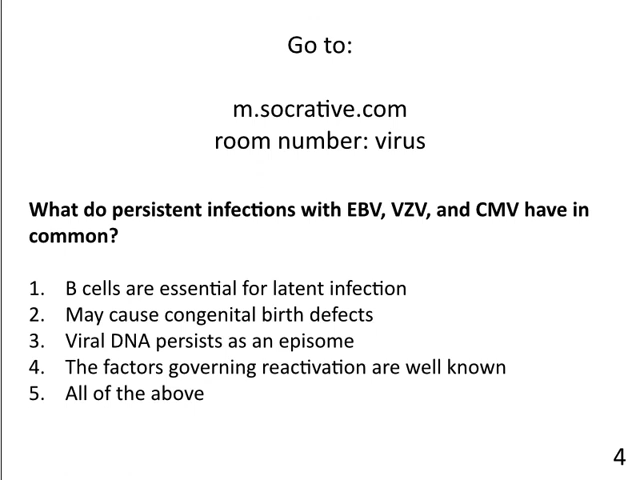 Go to:
m.socrative.com
room number: virus
What do persistent infections with EBV, VZV, and CMV have in
common?
1. B cells are essential for latent infection
2. May cause congenital birth defects
3. Viral DNA persists as an episome
4. The factors governing reactivation are well known
5. All of the above
4